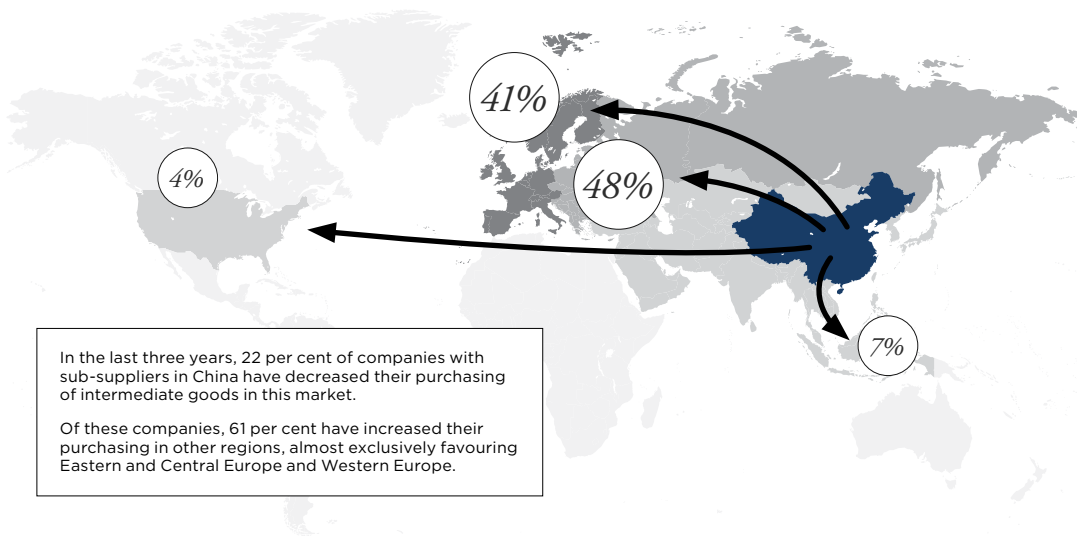 41%
4%
48%
7%
In the last three years, 22 per cent of companies with
sub-suppliers in China have decreased their purchasing
of intermediate goods in this market.
Of these companies, 61 per cent have increased their
purchasing in other regions, almost exclusively favouring
Eastern and Central Europe and Western Europe.